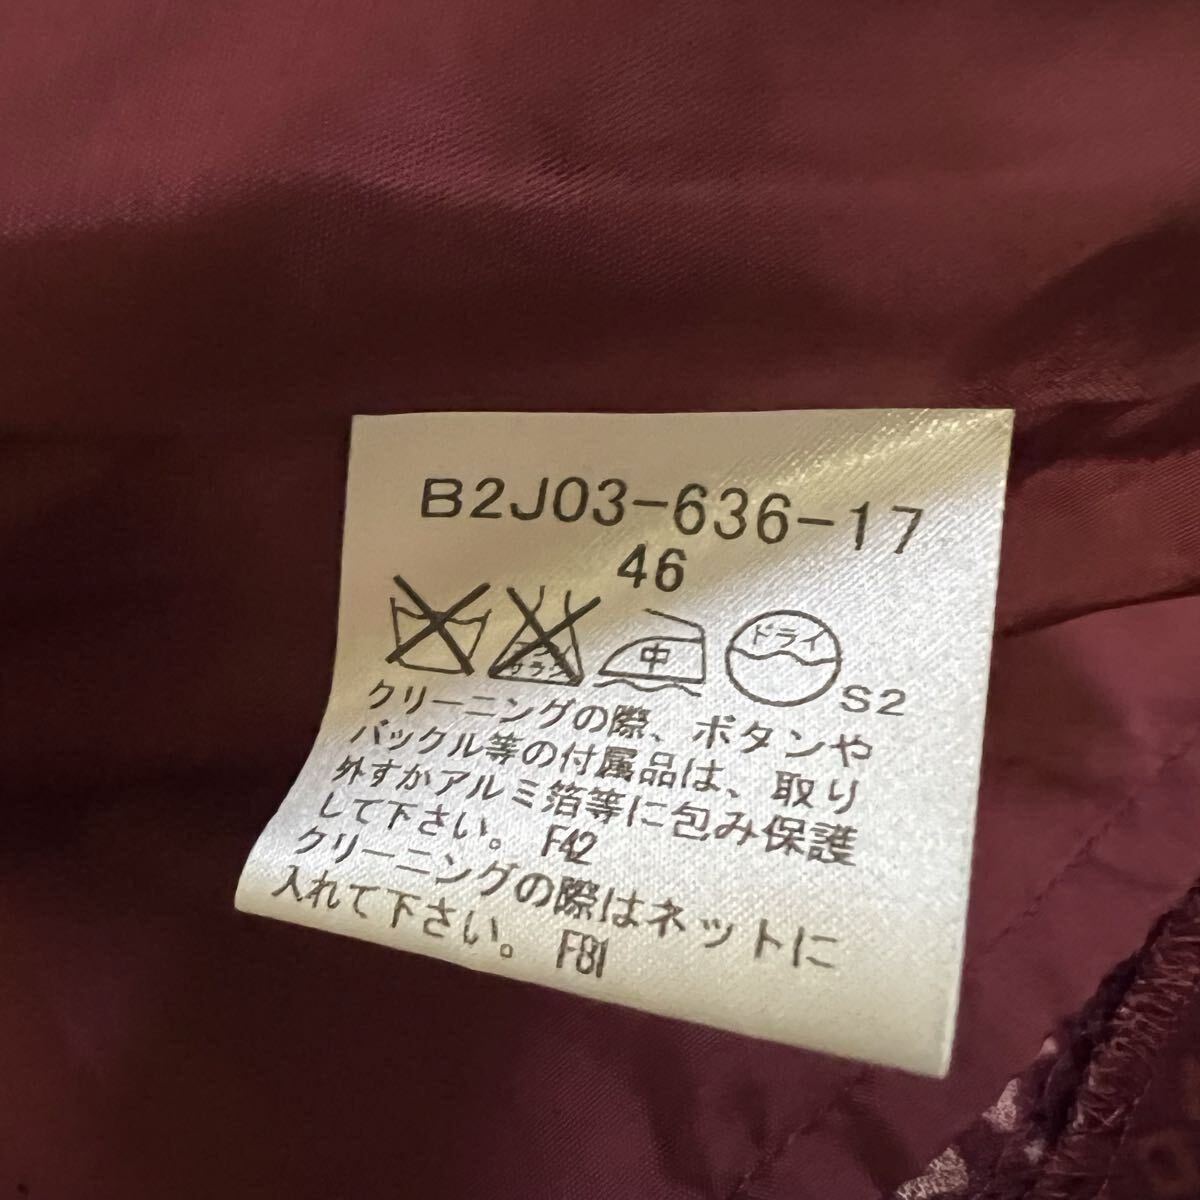 B2J03-636-17
46
エンソ サラシ 中 ドライ S2
クリーニングの際、ボタンや
バックル等の付属品は、取り
外すかアルミ箔等に包み保護
して下さい。 F42
クリーニングの際はネットに
入れて下さい。 F81